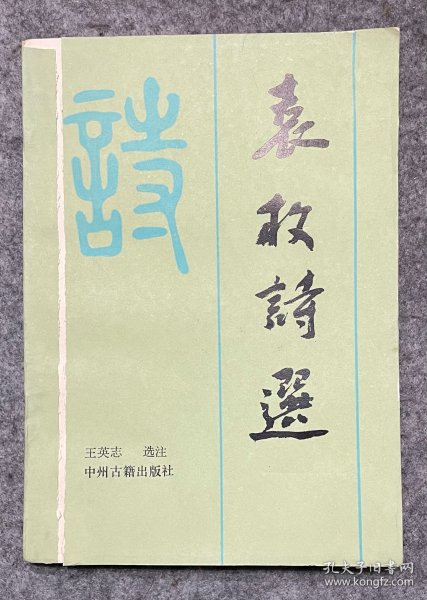 詩
袁枚詩選
王英志 选注
中州古籍出版社
孔夫子旧书网
www.kongfz.com